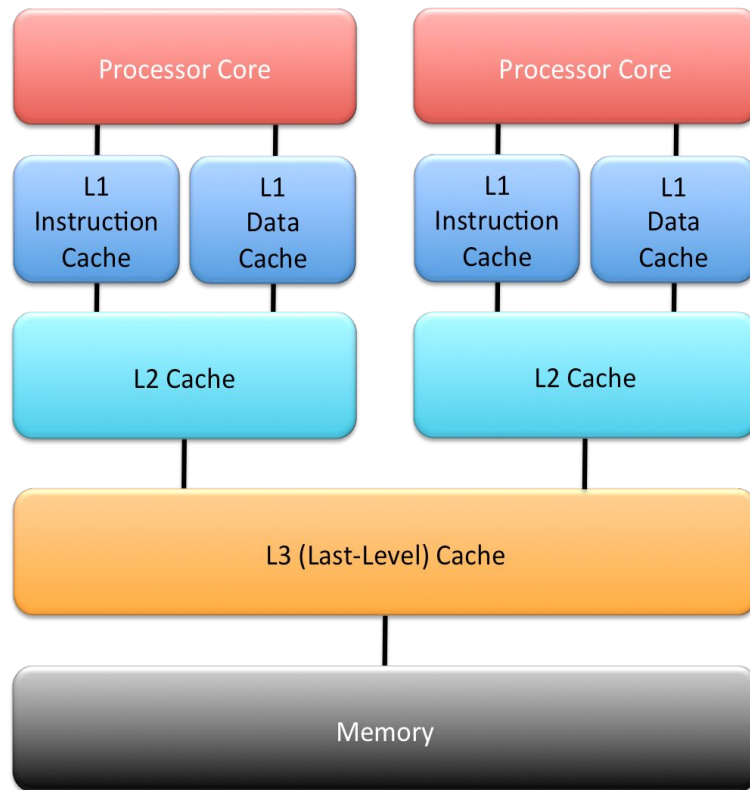 Processor Core
Processor Core
L1
Instruction
Cache
L1
Data
Cache
L1
Instruction
Cache
L1
Data
Cache
L2 Cache
L2 Cache
L3 (Last-Level) Cache
Memory